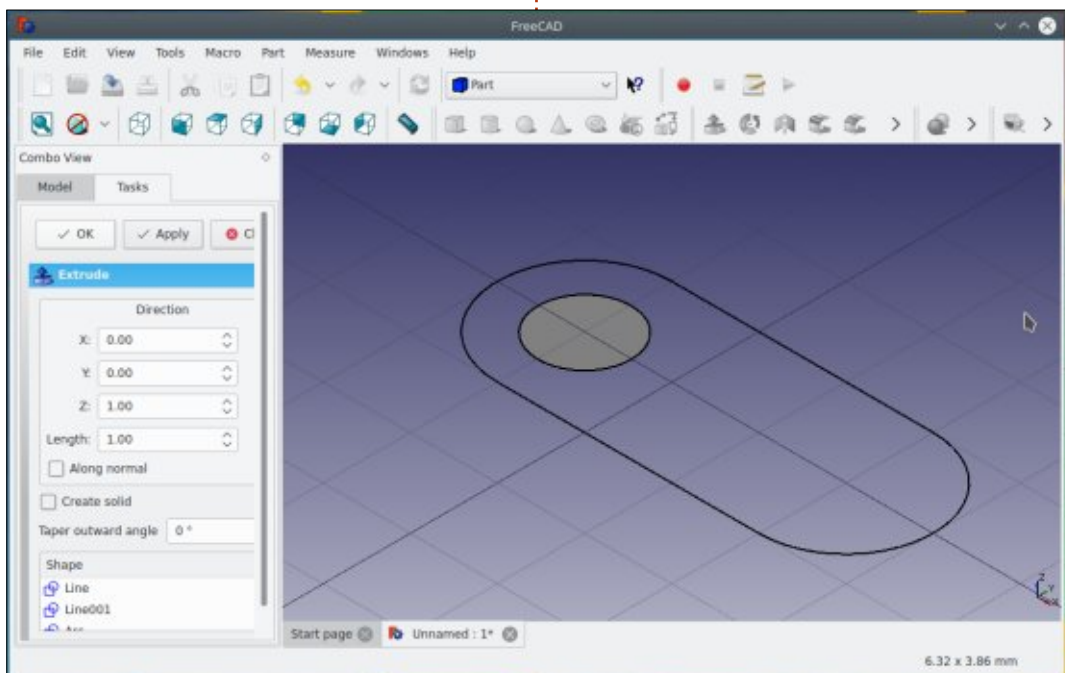 FreeCAD
File Edit View Tools Macro Part Measure Windows Help
Part
Combo View
Model Tasks
OK Apply Cl
Extrude
Direction
X: 0.00
Y: 0.00
Z: 1.00
Length: 1.00
Along normal
Create solid
Taper outward angle 0 °
Shape
Line
Line001
Arc
Start page Unnamed : 1*
Z
Y
X
6.32 x 3.86 mm